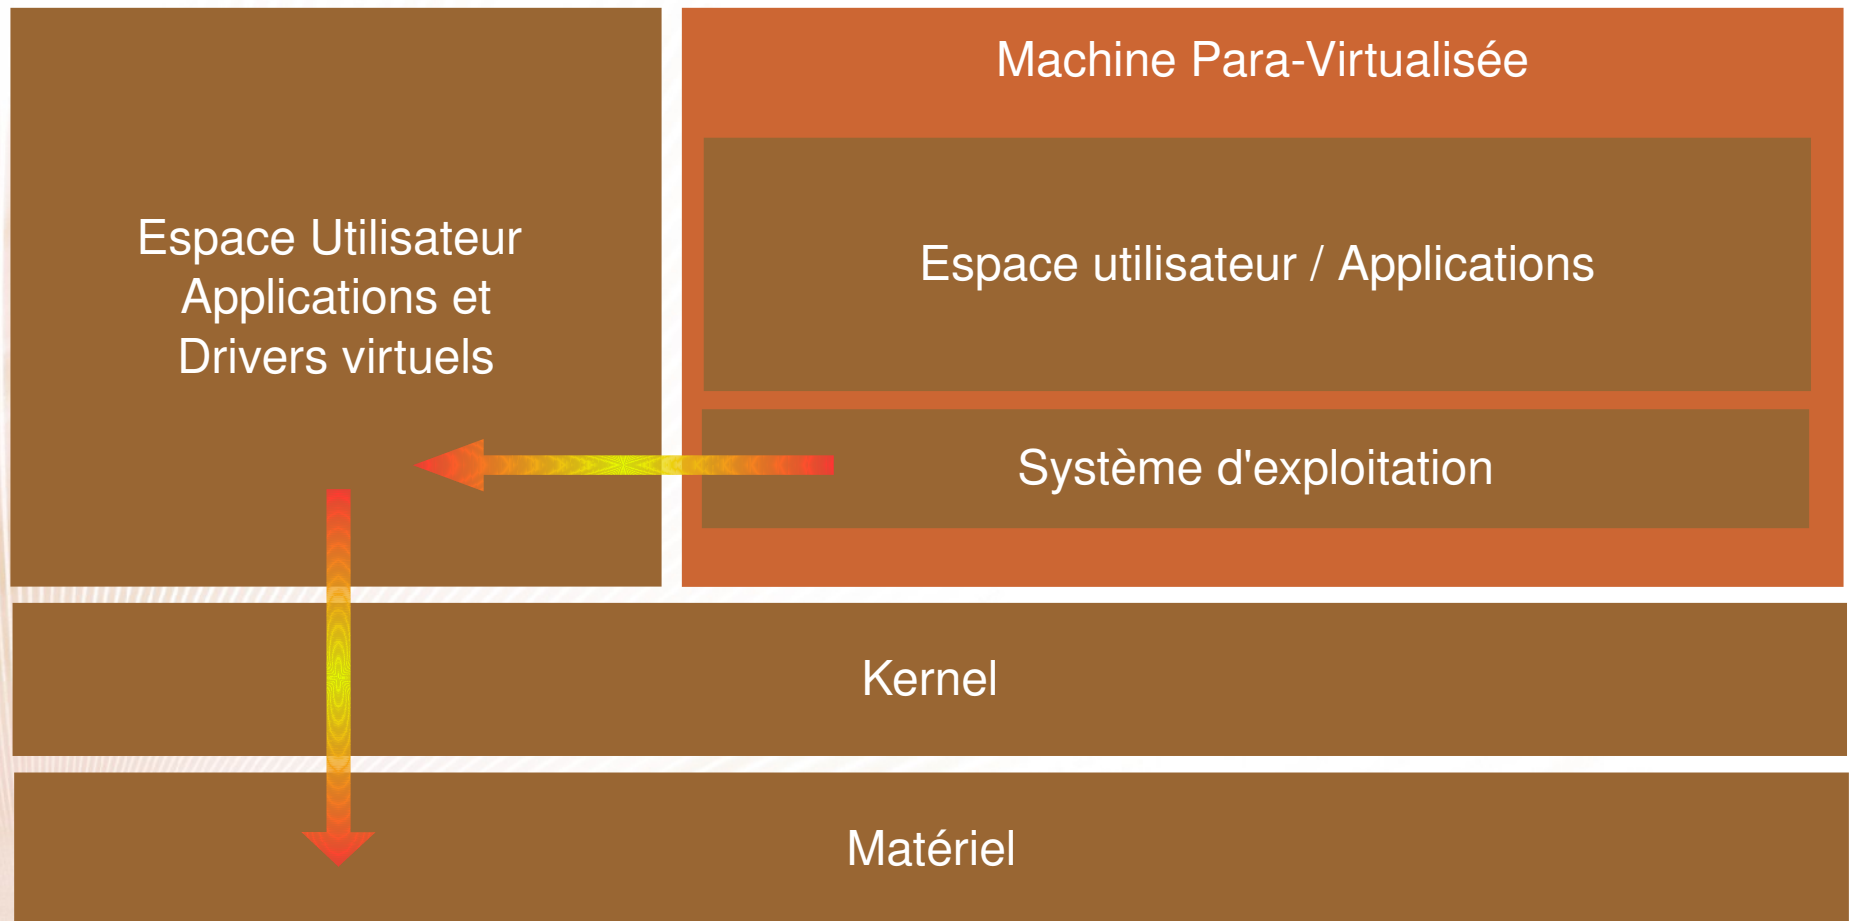 Espace Utilisateur
Applications et
Drivers virtuels
Machine Para-Virtualisée
Espace utilisateur / Applications
Système d'exploitation
Kernel
Matériel